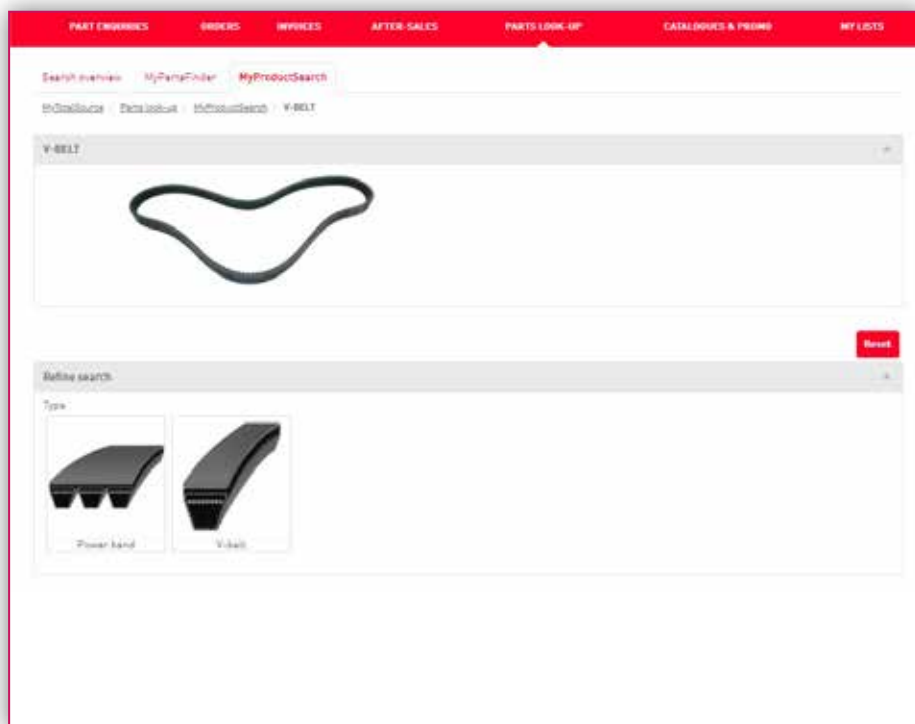 PART ENQUIRIES ORDERS INVOICES AFTER-SALES PARTS LOOK-UP CATALOGUES & PROMO MY LISTS
Search overview MyPartsFinder MyProductSearch
MyTotalSource Parts look-up MyProductSearch V-BELT
V-BELT
Reset
Refine search
Type
Power band V-belt